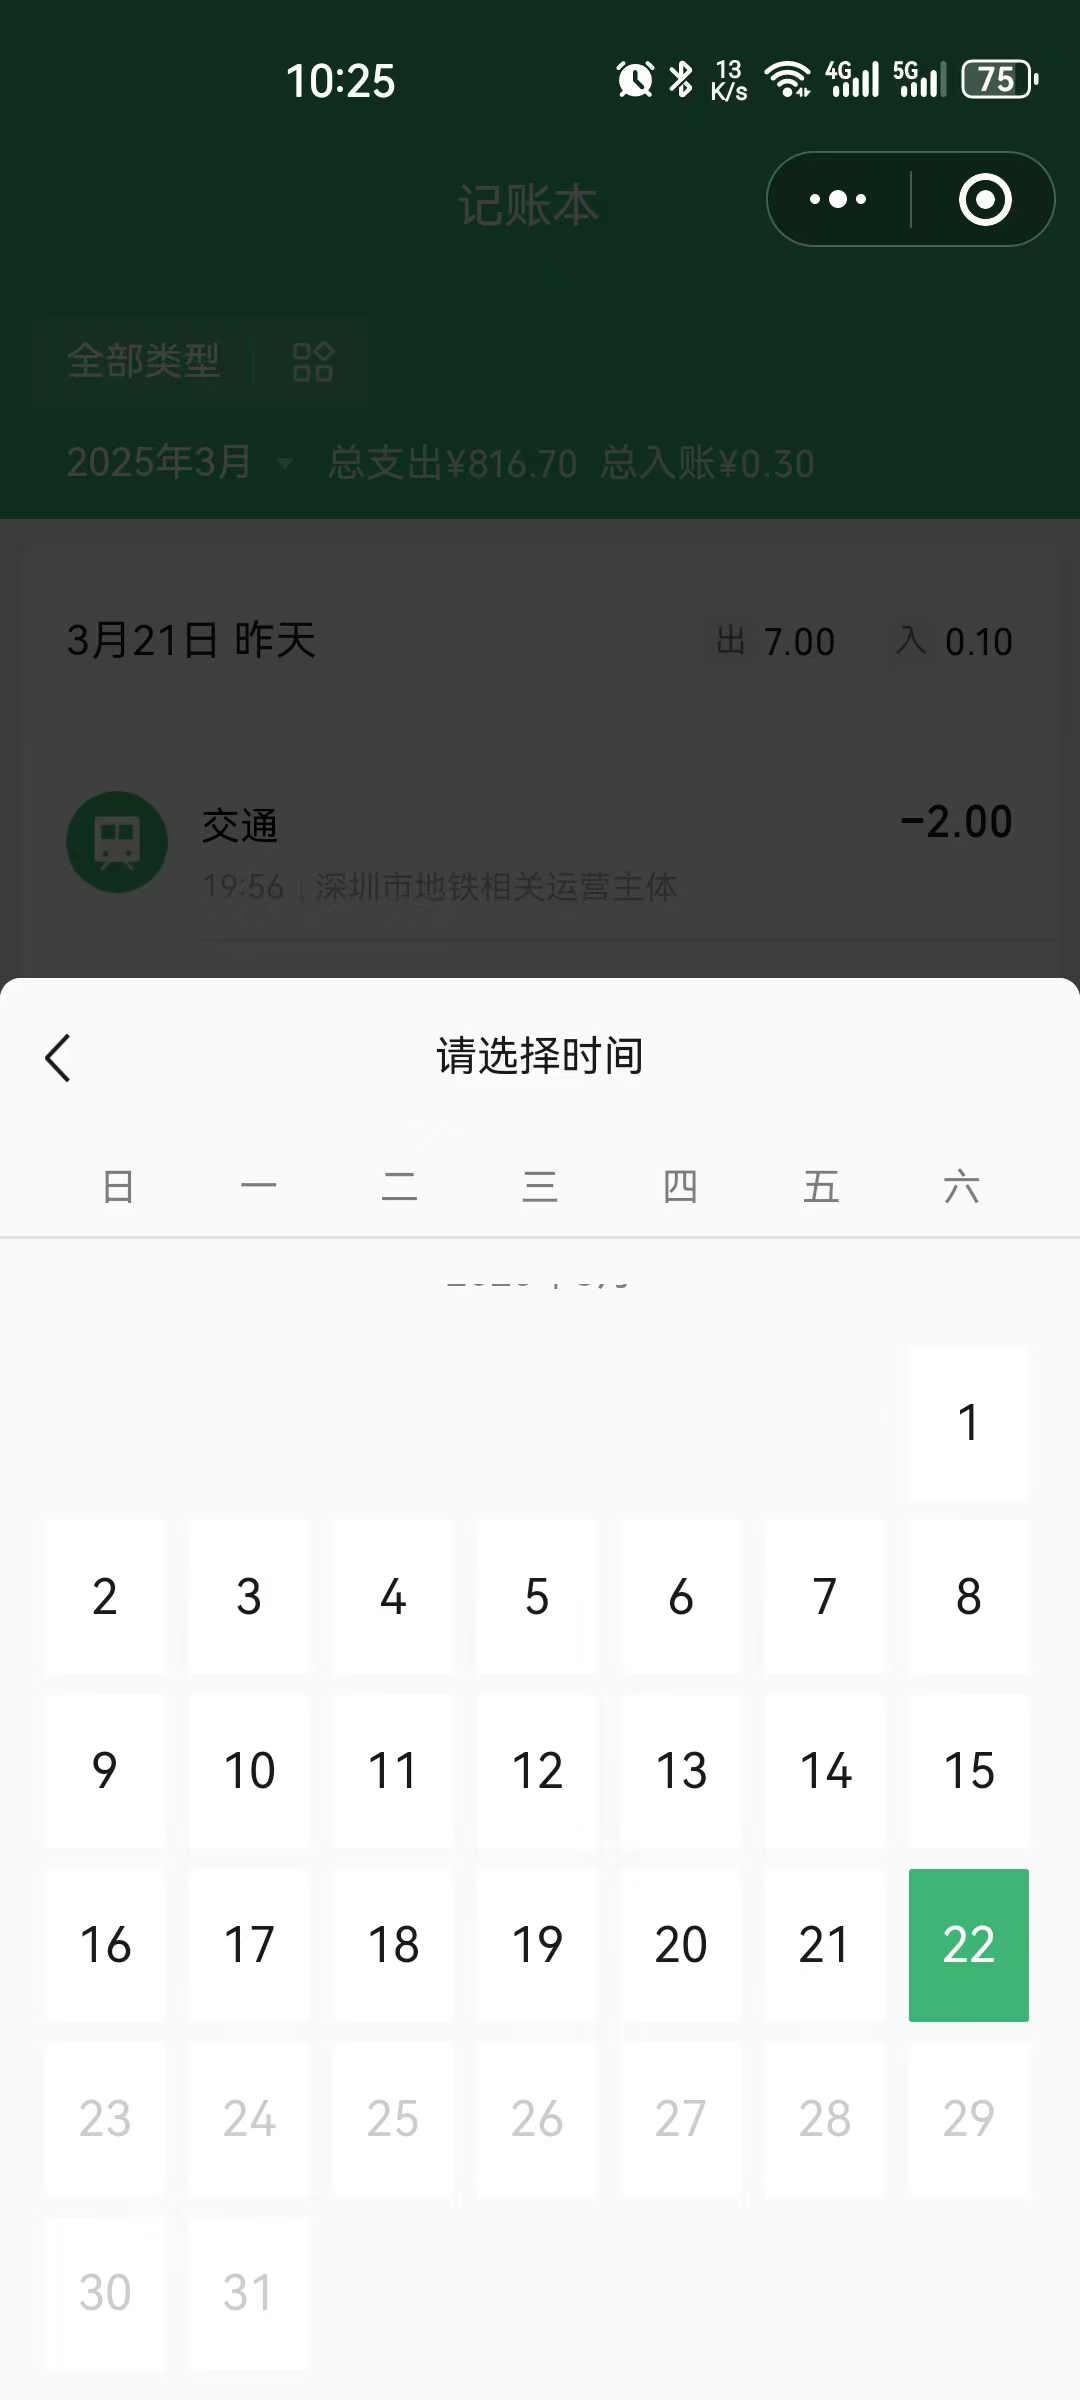 10:25 13 K/s 4G 5G 75
记账本
全部类型
2025年3月 总支出¥816.70 总入账¥0.30
3月21日 昨天 出 7.00 入 0.10
交通 -2.00
19:56 | 深圳市地铁相关运营主体
请选择时间
日 一 二 三 四 五 六
1
2 3 4 5 6 7 8
9 10 11 12 13 14 15
16 17 18 19 20 21 22
23 24 25 26 27 28 29
30 31